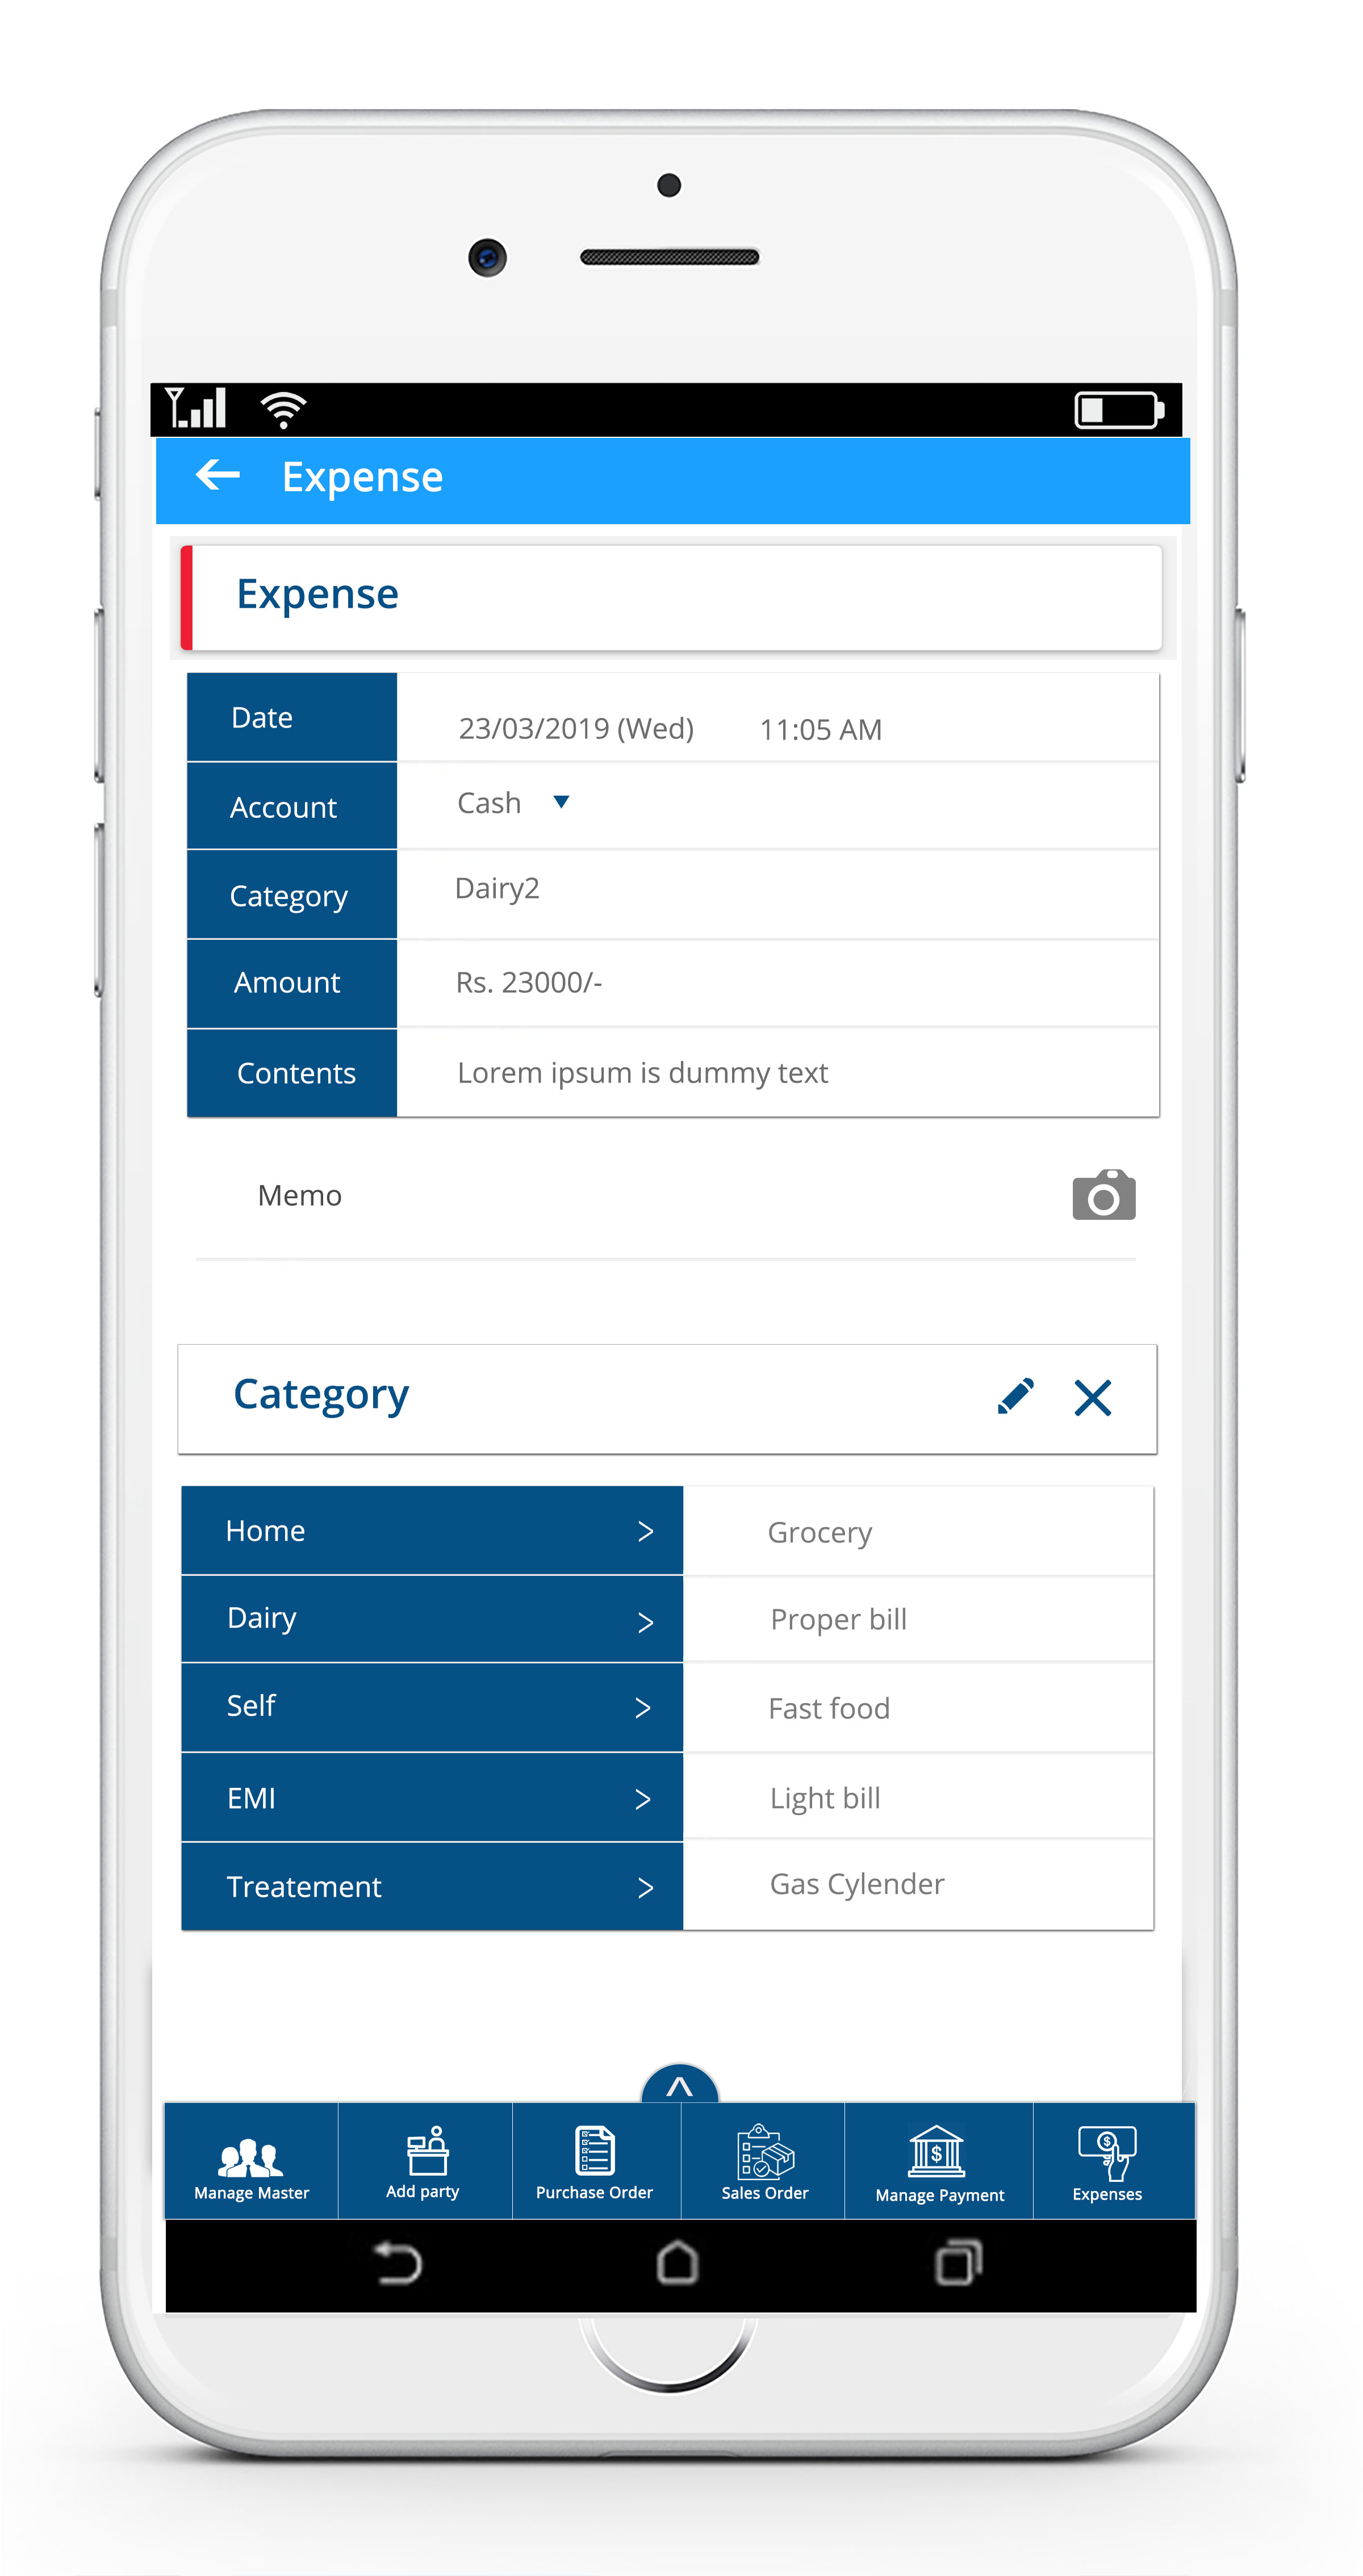 Expense
Expense
Date 23/03/2019 (Wed) 11:05 AM
Account Cash
Category Dairy2
Amount Rs. 23000/-
Contents Lorem ipsum is dummy text
Memo
Category
Home > Grocery
Dairy > Proper bill
Self > Fast food
EMI > Light bill
Treatement > Gas Cylender
Manage Master Add party Purchase Order Sales Order Manage Payment Expenses